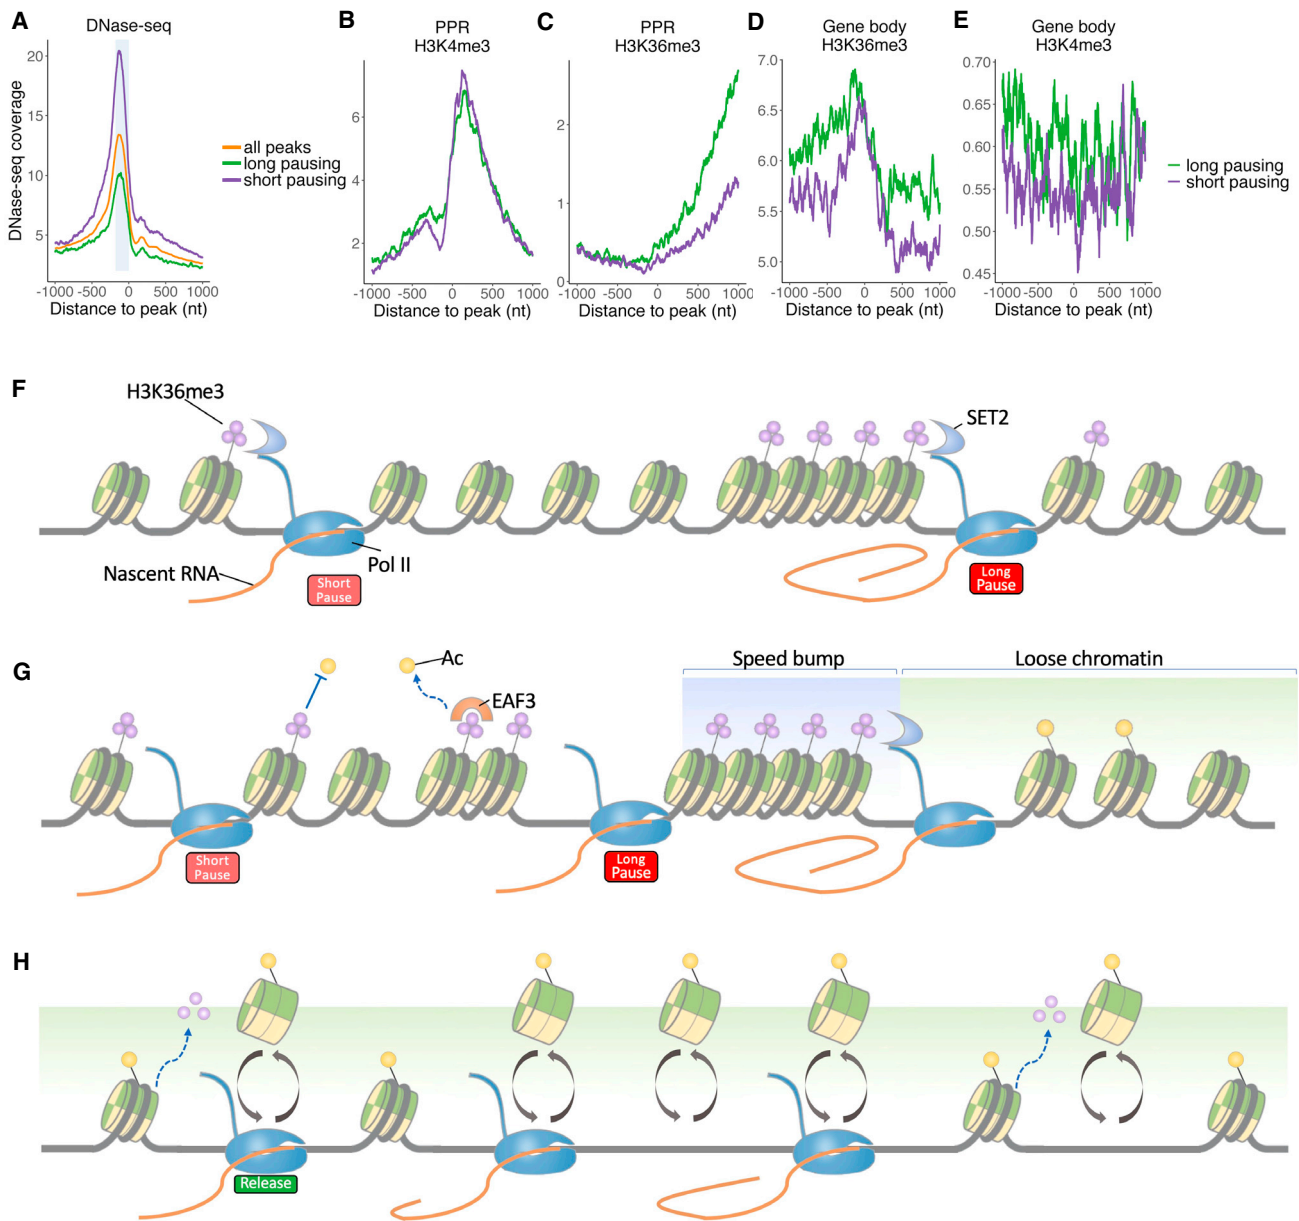 A
DNase-seq
DNase-seq coverage
20
15
10
5
-1000 -500 0 500 1000
Distance to peak (nt)
all peaks
long pausing
short pausing
B
PPR
H3K4me3
6
4
2
-1000 -500 0 500 1000
Distance to peak (nt)
C
PPR
H3K36me3
2
1
0
-1000 -500 0 500 1000
Distance to peak (nt)
D
Gene body
H3K36me3
7.0
6.5
6.0
5.5
5.0
-1000 -500 0 500 1000
Distance to peak (nt)
E
Gene body
H3K4me3
0.70
0.65
0.60
0.55
0.50
0.45
-1000 -500 0 500 1000
Distance to peak (nt)
long pausing
short pausing
F
H3K36me3
SET2
Pol II
Nascent RNA
Short
Pause
Long
Pause
G
Ac
EAF3
Speed bump
Loose chromatin
Short
Pause
Long
Pause
H
Release